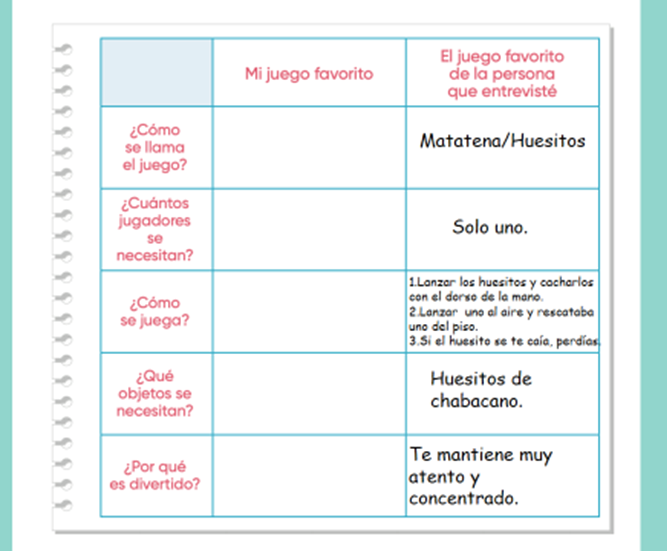 Mi juego favorito
El juego favorito
de la persona
que entrevisté
¿Cómo
se llama
el juego?
Matatena/Huesitos
¿Cuántos
jugadores
se
necesitan?
Solo uno.
¿Cómo
se juega?
1.Lanzar los huesitos y cacharlos
con el dorso de la mano.
2.Lanzar uno al aire y rescataba
uno del piso.
3.Si el huesito se te caía, perdías.
¿Qué
objetos se
necesitan?
Huesitos de
chabacano.
¿Por qué
es divertido?
Te mantiene muy
atento y
concentrado.